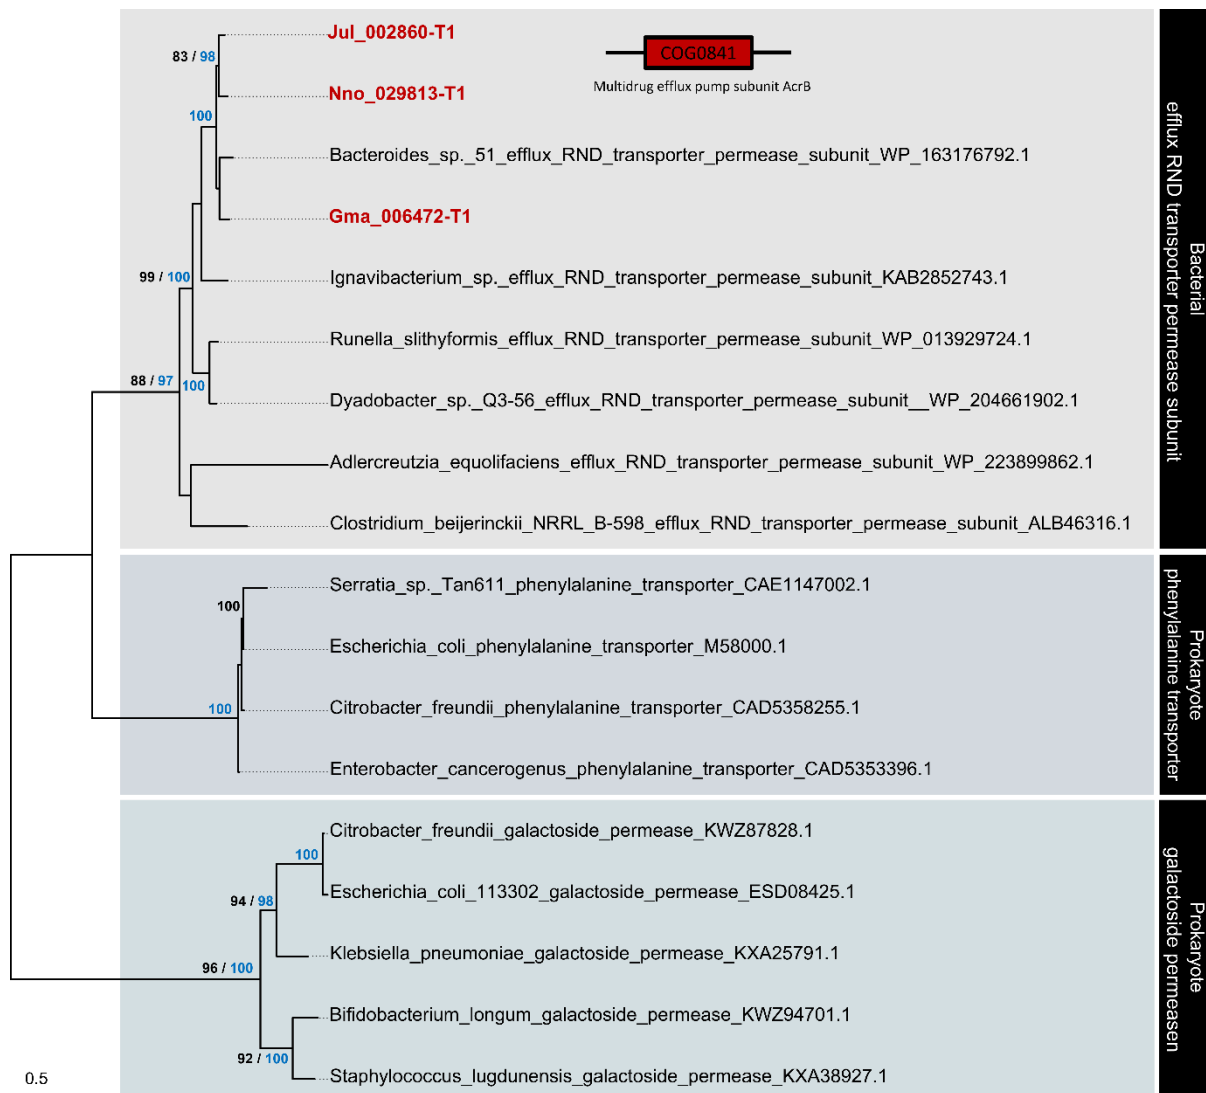 Jul_002860-T1
COG0841
83 / 98
Multidrug efflux pump subunit AcrB
Nno_029813-T1
100
Bacteroides_sp._51_efflux_RND_transporter_permease_subunit_WP_163176792.1
Gma_006472-T1
99 / 100
Ignavibacterium_sp._efflux_RND_transporter_permease_subunit_KAB2852743.1
Runella_slithyformis_efflux_RND_transporter_permease_subunit_WP_013929724.1
88 / 97
100
Dyadobacter_sp._Q3-56_efflux_RND_transporter_permease_subunit__WP_204661902.1
Adlercreutzia_equolifaciens_efflux_RND_transporter_permease_subunit_WP_223899862.1
Clostridium_beijerinckii_NRRL_B-598_efflux_RND_transporter_permease_subunit_ALB46316.1
Bacterial
efflux RND transporter permease subunit
Serratia_sp._Tan611_phenylalanine_transporter_CAE1147002.1
100
Escherichia_coli_phenylalanine_transporter_M58000.1
100
Citrobacter_freundii_phenylalanine_transporter_CAD5358255.1
Enterobacter_cancerogenus_phenylalanine_transporter_CAD5353396.1
Prokaryote
phenylalanine transporter
Citrobacter_freundii_galactoside_permease_KWZ87828.1
100
Escherichia_coli_113302_galactoside_permease_ESD08425.1
94 / 98
Klebsiella_pneumoniae_galactoside_permease_KXA25791.1
96 / 100
Bifidobacterium_longum_galactoside_permease_KWZ94701.1
92 / 100
Staphylococcus_lugdunensis_galactoside_permease_KXA38927.1
Prokaryote
galactoside permeasen
0.5